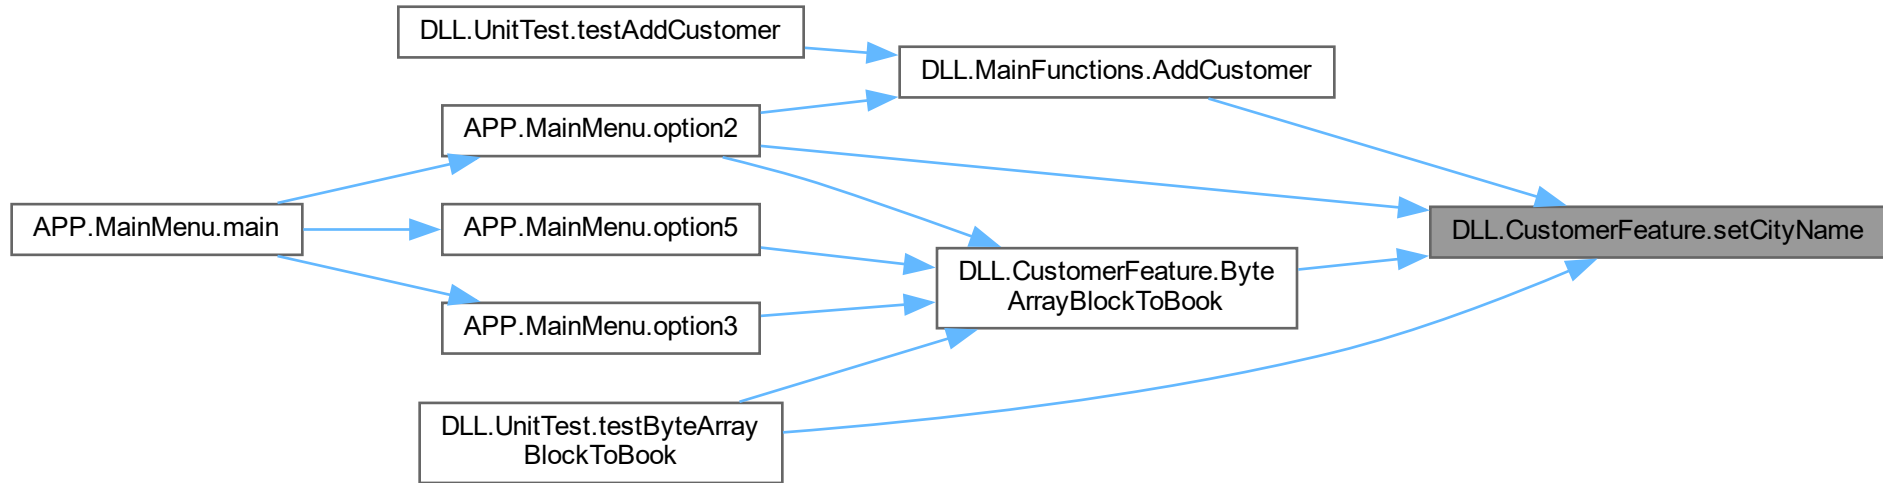 DLL.UnitTest.testAddCustomer
DLL.MainFunctions.AddCustomer
APP.MainMenu.option2
APP.MainMenu.main
APP.MainMenu.option5
DLL.CustomerFeature.setCityName
DLL.CustomerFeature.Byte
ArrayBlockToBook
APP.MainMenu.option3
DLL.UnitTest.testByteArray
BlockToBook